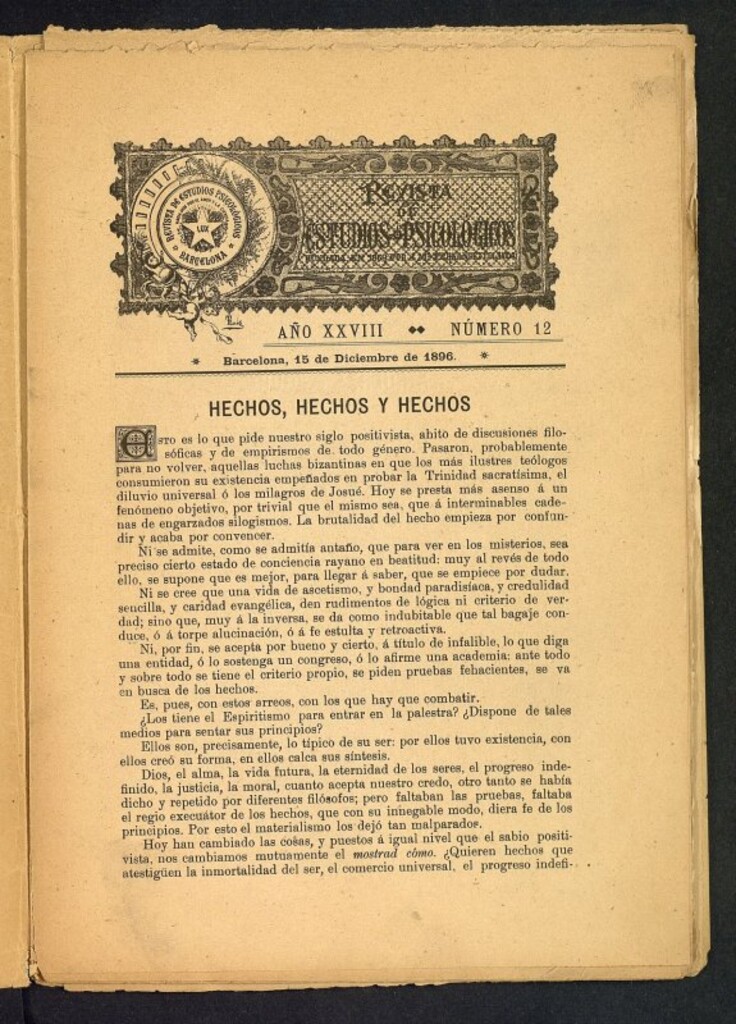 REVISTA DE ESTUDIOS PSICOLÓGICOS
LUX
BARCELONA
REVISTA
DE
ESTUDIOS PSICOLÓGICOS
AÑO XXVIII NÚMERO 12
Barcelona, 15 de Diciembre de 1896.
HECHOS, HECHOS Y HECHOS
ESTO es lo que pide nuestro siglo positivista, ahito de discusiones filo-
sóficas y de empirismos de todo género. Pasaron, probablemente
para no volver, aquellas luchas bizantinas en que los más ilustres teólogos
consumieron su existencia empeñados en probar la Trinidad sacratísima, el
diluvio universal ó los milagros de Josué. Hoy se presta más asenso á un
fenómeno objetivo, por trivial que el mismo sea, que á interminables cade-
nas de engarzados silogismos. La brutalidad del hecho empieza por confun-
dir y acaba por convencer.
Ni se admite, como se admitía antaño, que para ver en los misterios, sea
preciso cierto estado de conciencia rayano en beatitud: muy al revés de todo
ello, se supone que es mejor, para llegar á saber, que se empiece por dudar.
Ni se cree que una vida de ascetismo, y bondad paradisíaca, y credulidad
sencilla, y caridad evangélica, den rudimentos de lógica ni criterio de ver-
dad; sino que, muy á la inversa, se da como indubitable que tal bagaje con-
duce, ó á torpe alucinación, ó á fe estulta y retroactiva.
Ni, por fin, se acepta por bueno y cierto, á título de infalible, lo que diga
una entidad, ó lo sostenga un congreso, ó lo afirme una academia: ante todo
y sobre todo se tiene el criterio propio, se piden pruebas fehacientes, se va
en busca de los hechos.
Es, pues, con estos arreos, con los que hay que combatir.
¿Los tiene el Espiritismo para entrar en la palestra? ¿Dispone de tales
medios para sentar sus principios?
Ellos son, precisamente, lo típico de su ser: por ellos tuvo existencia, con
ellos creó su forma, en ellos calca sus síntesis.
Dios, el alma, la vida futura, la eternidad de los seres, el progreso inde-
finido, la justicia, la moral, cuanto acepta nuestro credo, otro tanto se había
dicho y repetido por diferentes filósofos; pero faltaban las pruebas, faltaba
el regio execuátor de los hechos, que con su innegable modo, diera fe de los
principios. Por esto el materialismo los dejó tan malparados.
Hoy han cambiado las cosas, y puestos á igual nivel que el sabio positi-
vista, nos cambiamos mutuamente el mostrad cómo. ¿Quieren hechos que
atestigüen la inmortalidad del ser, el comercio universal, el progreso indefi-